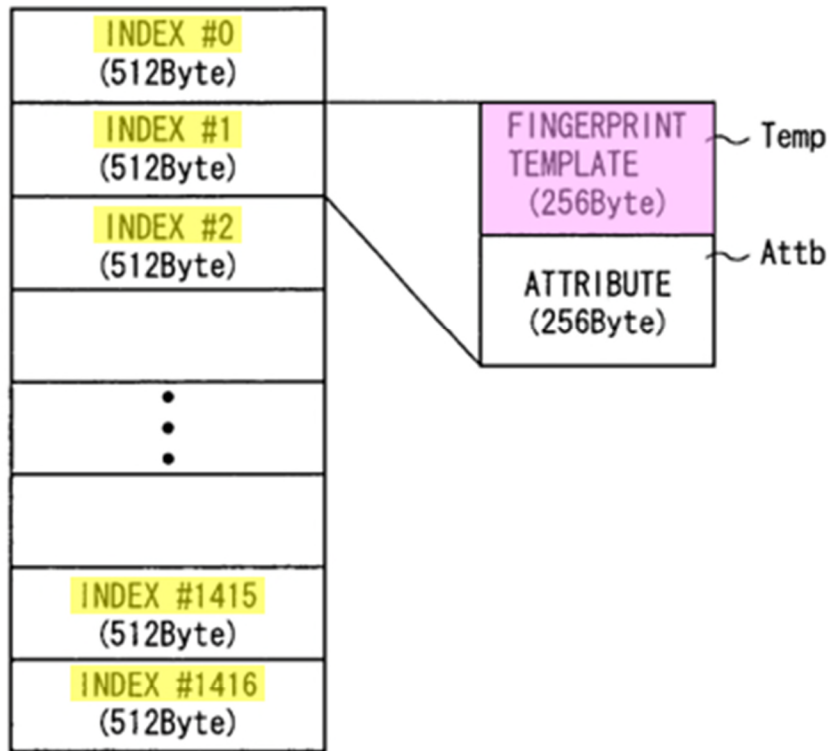 INDEX #0
(512Byte)
INDEX #1
(512Byte)
INDEX #2
(512Byte)
INDEX #1415
(512Byte)
INDEX #1416
(512Byte)
FINGERPRINT
TEMPLATE
(256Byte)
Temp
ATTRIBUTE
(256Byte)
Attb